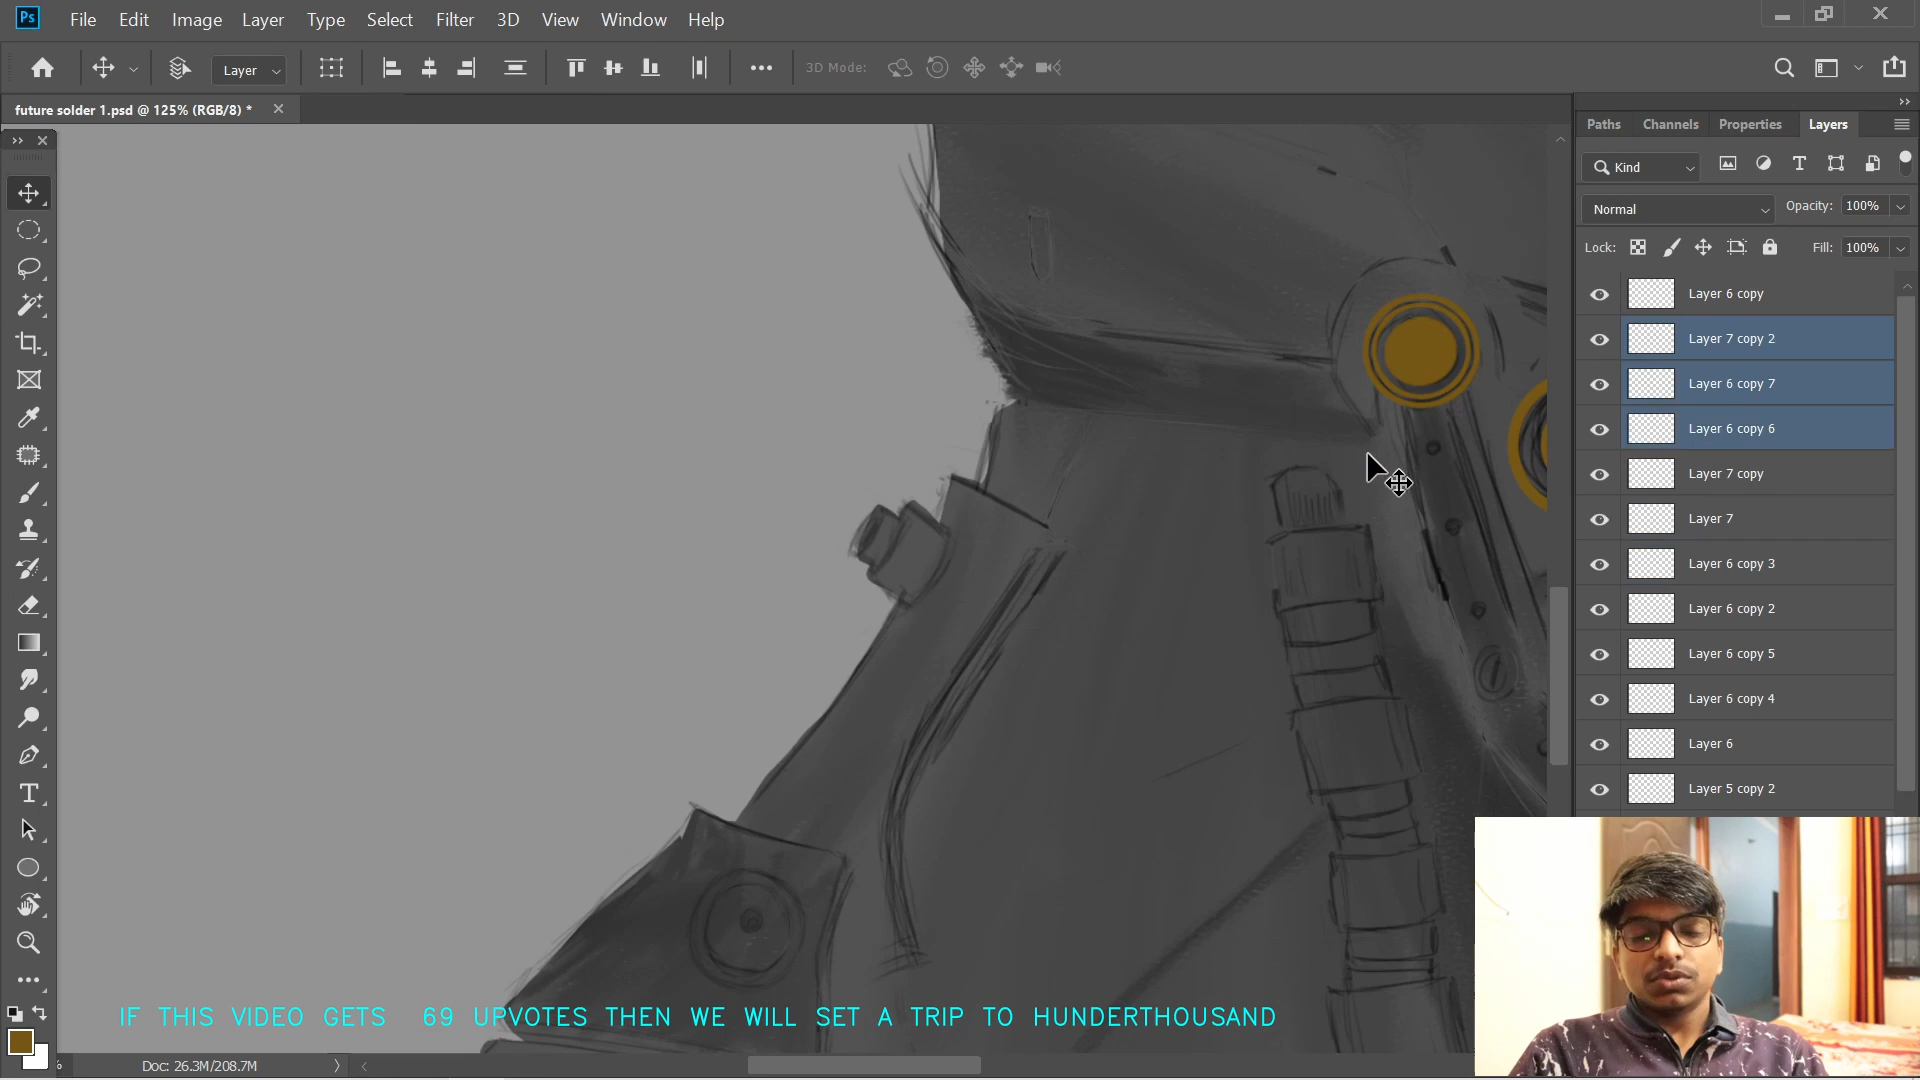 Ps File Edit Image Layer Type Select Filter 3D View Window Help
Layer 3D Mode:
future solder 1.psd @ 125% (RGB/8) *
Paths Channels Properties Layers
Kind
Normal Opacity: 100%
Lock: Fill: 100%
Layer 6 copy
Layer 7 copy 2
Layer 6 copy 7
Layer 6 copy 6
Layer 7 copy
Layer 7
Layer 6 copy 3
Layer 6 copy 2
Layer 6 copy 5
Layer 6 copy 4
Layer 6
Layer 5 copy 2
IF THIS VIDEO GETS 69 UPVOTES THEN WE WILL SET A TRIP TO HUNDERTHOUSAND
% Doc: 26.3M/208.7M